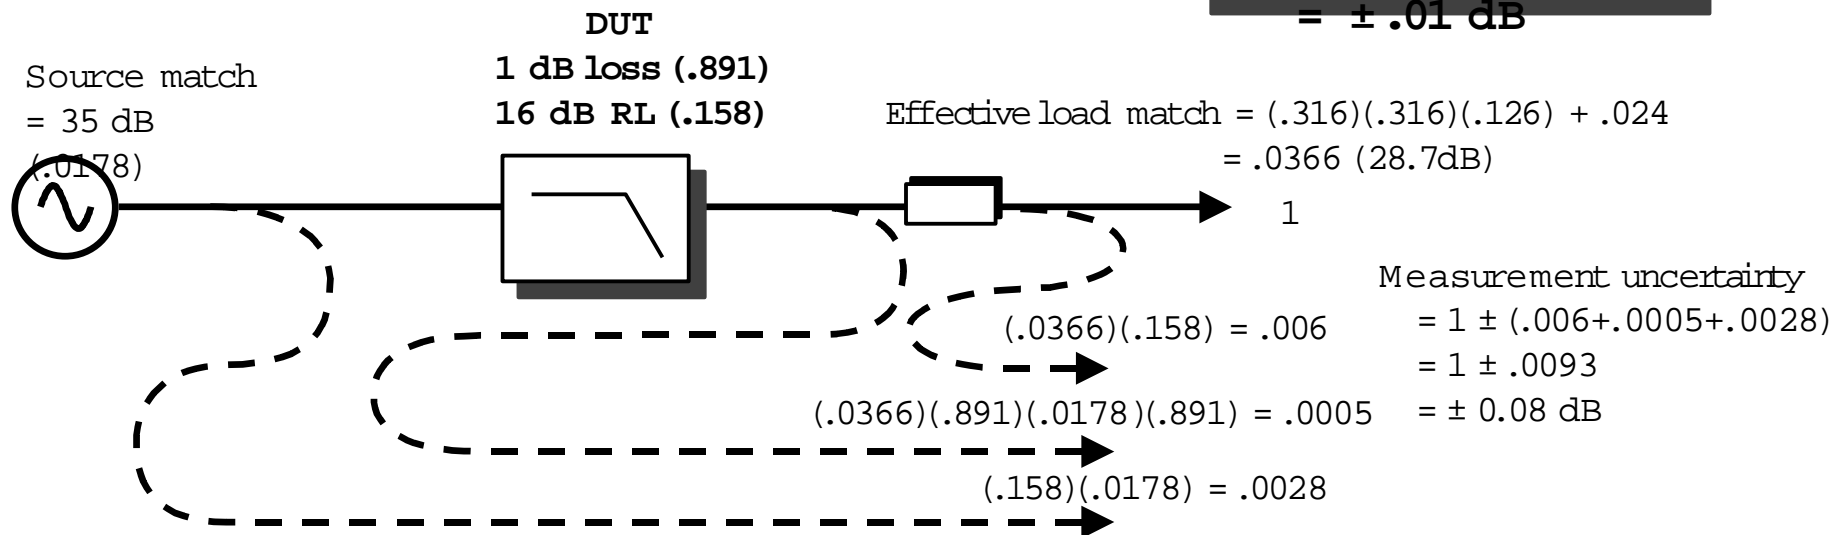 = ± .01 dB
DUT
1 dB loss (.891)
16 dB RL (.158)
Source match
= 35 dB
(.0178)
Effective load match = (.316)(.316)(.126) + .024
= .0366 (28.7dB)
1
Measurement uncertainty
= 1 ± (.006+.0005+.0028)
= 1 ± .0093
= ± 0.08 dB
(.0366)(.158) = .006
(.0366)(.891)(.0178)(.891) = .0005
(.158)(.0178) = .0028